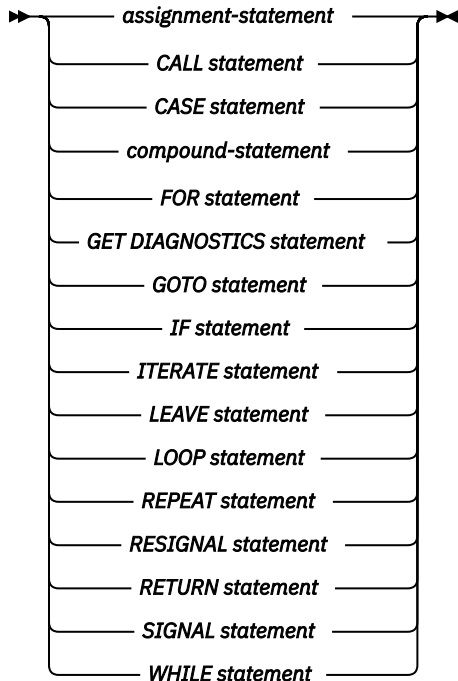 assignment-statement
CALL statement
CASE statement
compound-statement
FOR statement
GET DIAGNOSTICS statement
GOTO statement
IF statement
ITERATE statement
LEAVE statement
LOOP statement
REPEAT statement
RESIGNAL statement
RETURN statement
SIGNAL statement
WHILE statement